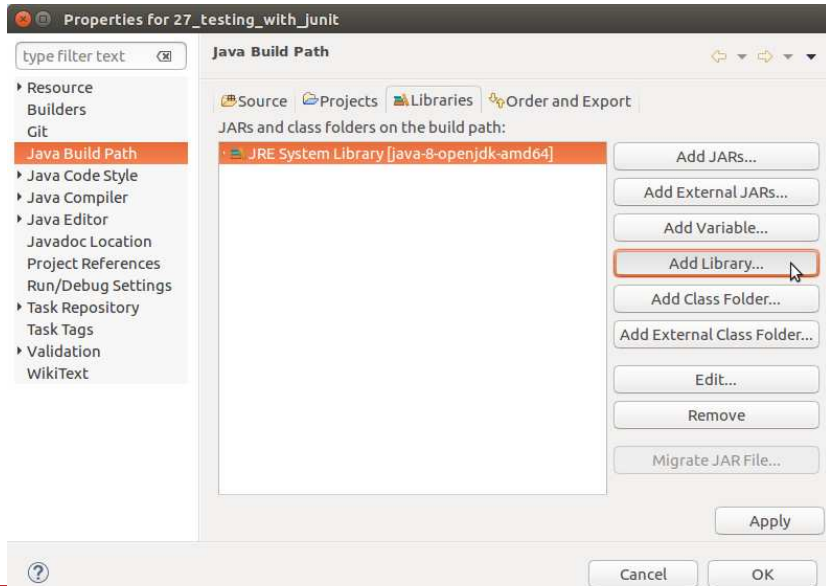 Properties for 27_testing_with_junit
type filter text
Resource
Builders
Git
Java Build Path
Java Code Style
Java Compiler
Java Editor
Javadoc Location
Project References
Run/Debug Settings
Task Repository
Task Tags
Validation
WikiText
Java Build Path
Source Projects Libraries Order and Export
JARs and class folders on the build path:
JRE System Library [java-8-openjdk-amd64]
Add JARs...
Add External JARs...
Add Variable...
Add Library...
Add Class Folder...
Add External Class Folder...
Edit...
Remove
Migrate JAR File...
Apply
Cancel OK